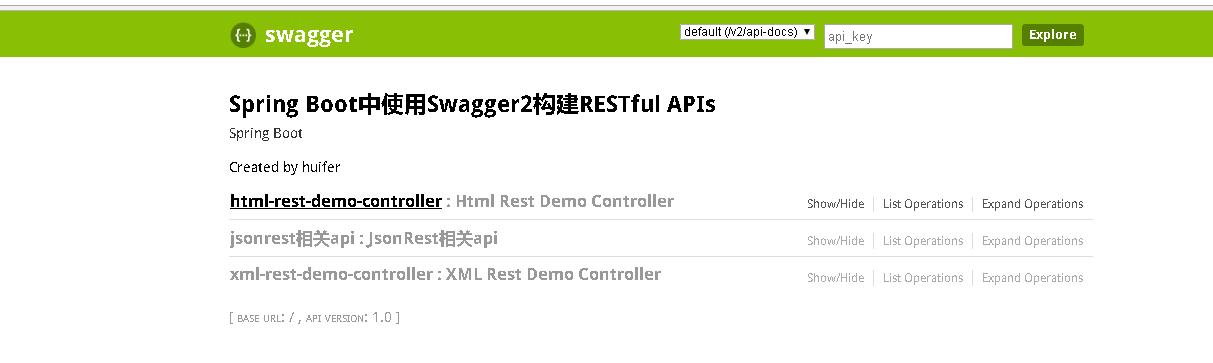 {···} swagger default (/v2/api-docs) ▼ api_key Explore
Spring Boot中使用Swagger2构建RESTful APIs
Spring Boot
Created by huifer
html-rest-demo-controller : Html Rest Demo Controller Show/Hide List Operations Expand Operations
jsonrest相关api : JsonRest相关api Show/Hide List Operations Expand Operations
xml-rest-demo-controller : XML Rest Demo Controller Show/Hide List Operations Expand Operations
[ BASE URL: / , API VERSION: 1.0 ]